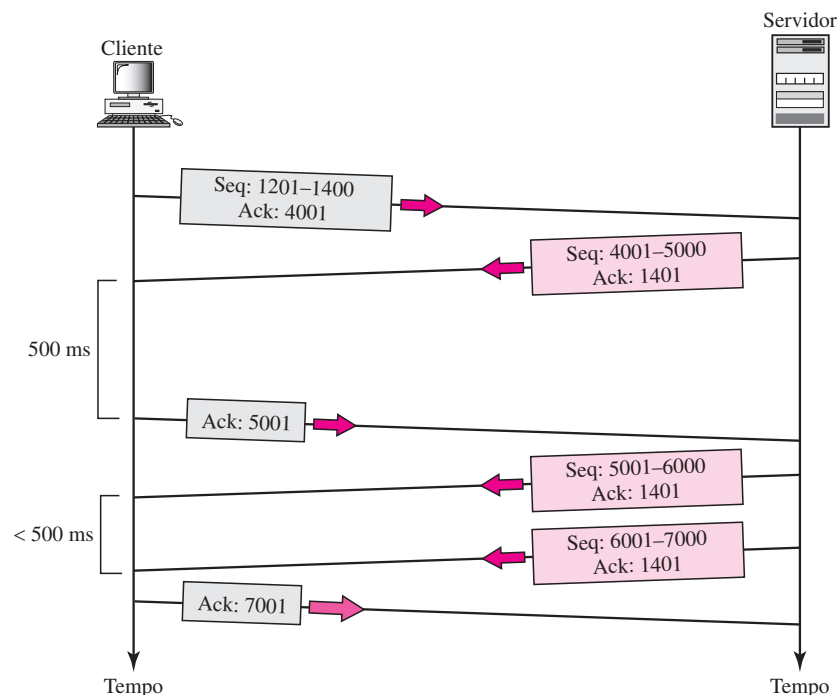 Servidor
Cliente
Seq: 1201–1400
Ack: 4001
Seq: 4001–5000
Ack: 1401
500 ms
Ack: 5001
Seq: 5001–6000
Ack: 1401
< 500 ms
Seq: 6001–7000
Ack: 1401
Ack: 7001
Tempo
Tempo